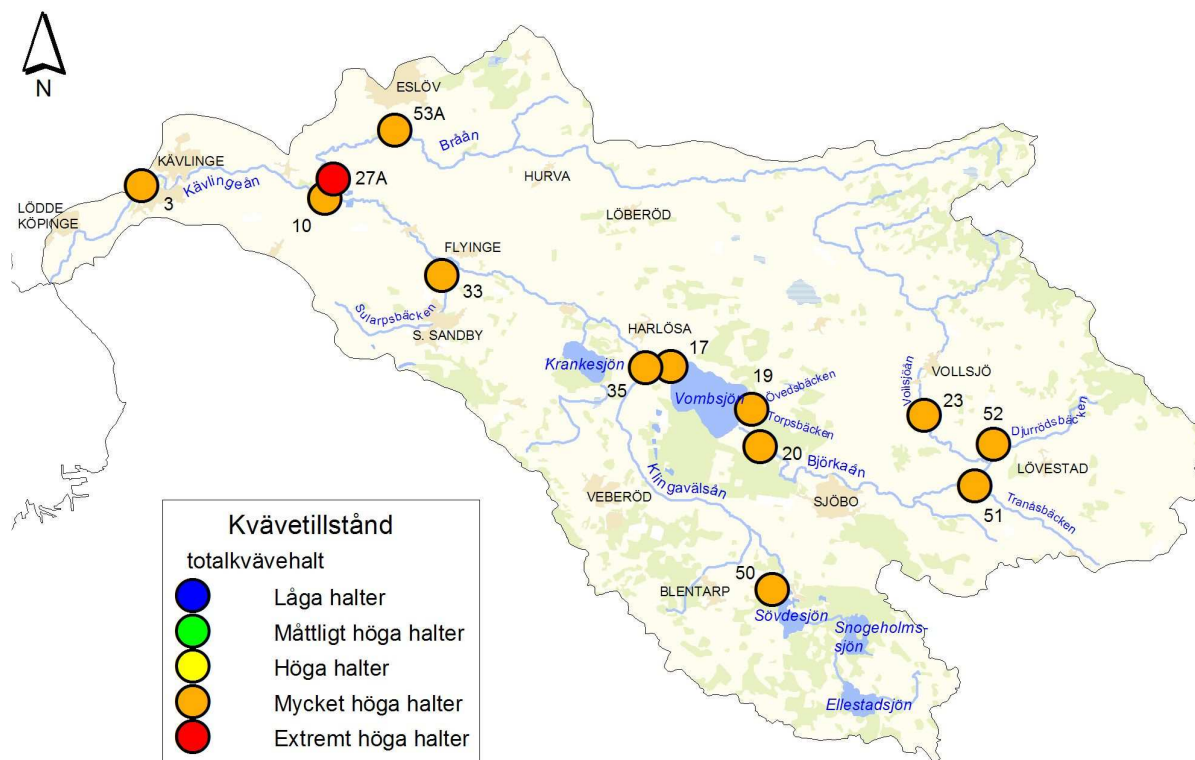 N
ESLÖV
53A
Bråån
KÄVLINGE
Kävlingeån
27A
HURVA
3
LÖDDE
KÖPINGE
10
LÖBERÖD
FLYINGE
33
Sularpsbäcken
S. SANDBY
HARLÖSA
17
Krankesjön
35
Vombsjön
19
Övedsbäcken
Torpsbäcken
20
Björkaån
Vollsjöån
VOLLSJÖ
23
52
Djurrödsbäcken
LÖVESTAD
51
Tranåsbäcken
Klingavälsån
VEBERÖD
SJÖBO
50
BLENTARP
Sövdesjön
Snogeholms-
sjön
Ellestadsjön
Kvävetillstånd
totalkvävehalt
Låga halter
Måttligt höga halter
Höga halter
Mycket höga halter
Extremt höga halter